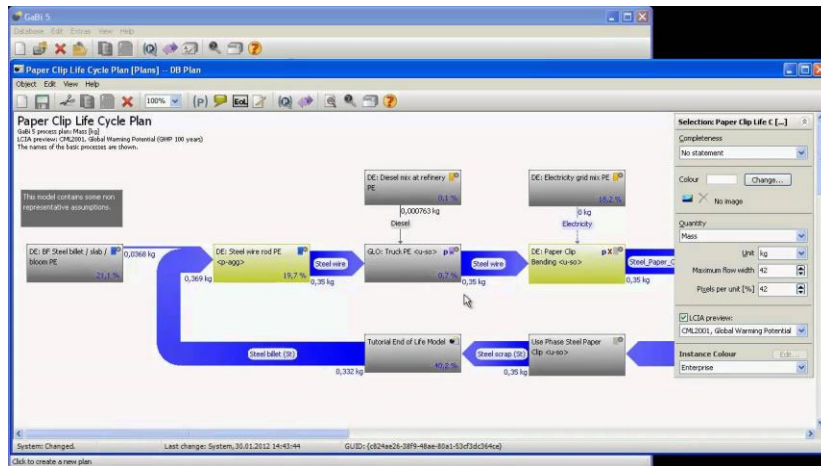 GaBi 5
Database Edit Extras View Help
Paper Clip Life Cycle Plan [Plans] -- DB Plan
Object Edit View Help
100%
(P)
EoL
Paper Clip Life Cycle Plan
GaBi 5 process plan: Mass [kg]
LCIA preview: CML2001, Global Warming Potential (GWP 100 years)
The names of the basic processes are shown.
This model contains some non
representative assumptions.
DE: Diesel mix at refinery
PE
0,1 %
0,000763 kg
Diesel
DE: Electricity grid mix PE
18,2 %
0 kg
Electricity
DE: BF Steel billet / slab /
bloom PE
21,1 %
0,0368 kg
0,369 kg
DE: Steel wire rod PE
<p-agg>
19,7 %
Steel wire
0,35 kg
GLO: Truck PE <u-so> p
0,7 %
Steel wire
0,35 kg
DE: Paper Clip
Bending <u-so>
pX
Steel_Paper_C
0,35 kg
Steel billet (St)
0,332 kg
Tutorial End of Life Model
40,2 %
Steel scrap (St)
0,35 kg
Use Phase Steel Paper
Clip <u-so>
Selection: Paper Clip Life C [...]
Completeness
No statement
Colour
Change...
No image
Quantity
Mass
Unit kg
Maximum flow width 42
Pixels per unit [%] 42
LCIA preview:
CML2001, Global Warming Potential
Instance Colour
Edit...
Enterprise
System: Changed.
Last change: System, 30.01.2012 14:43:44
GUID: {c824ae26-38f9-48ae-80a1-53cf3dc364ce}
Click to create a new plan